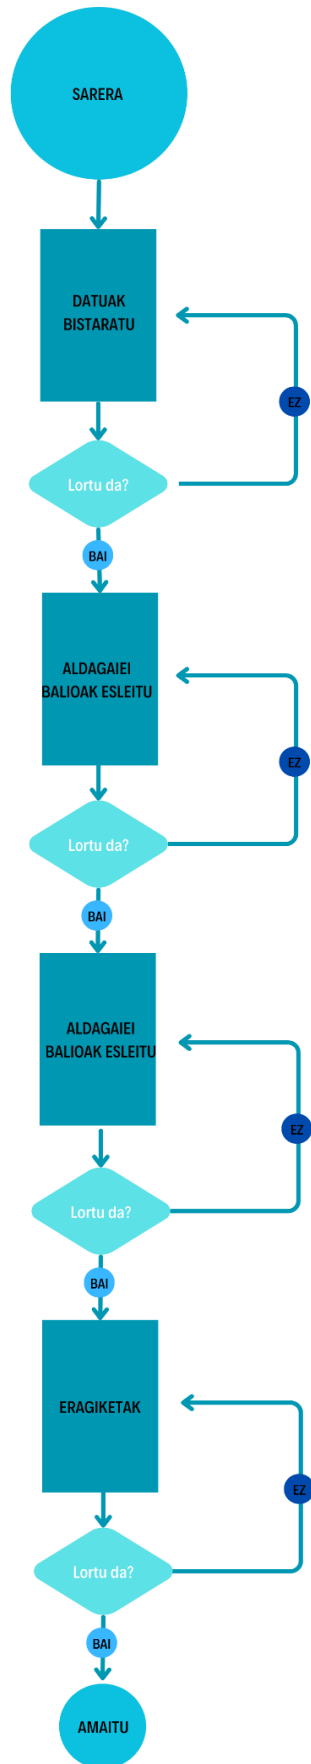 SARERA
DATUAK
BISTARATU
EZ
Lortu da?
BAI
ALDAGAIEI
BALIOAK ESLEITU
EZ
Lortu da?
BAI
ALDAGAIEI
BALIOAK ESLEITU
EZ
Lortu da?
BAI
ERAGIKETAK
EZ
Lortu da?
BAI
AMAITU